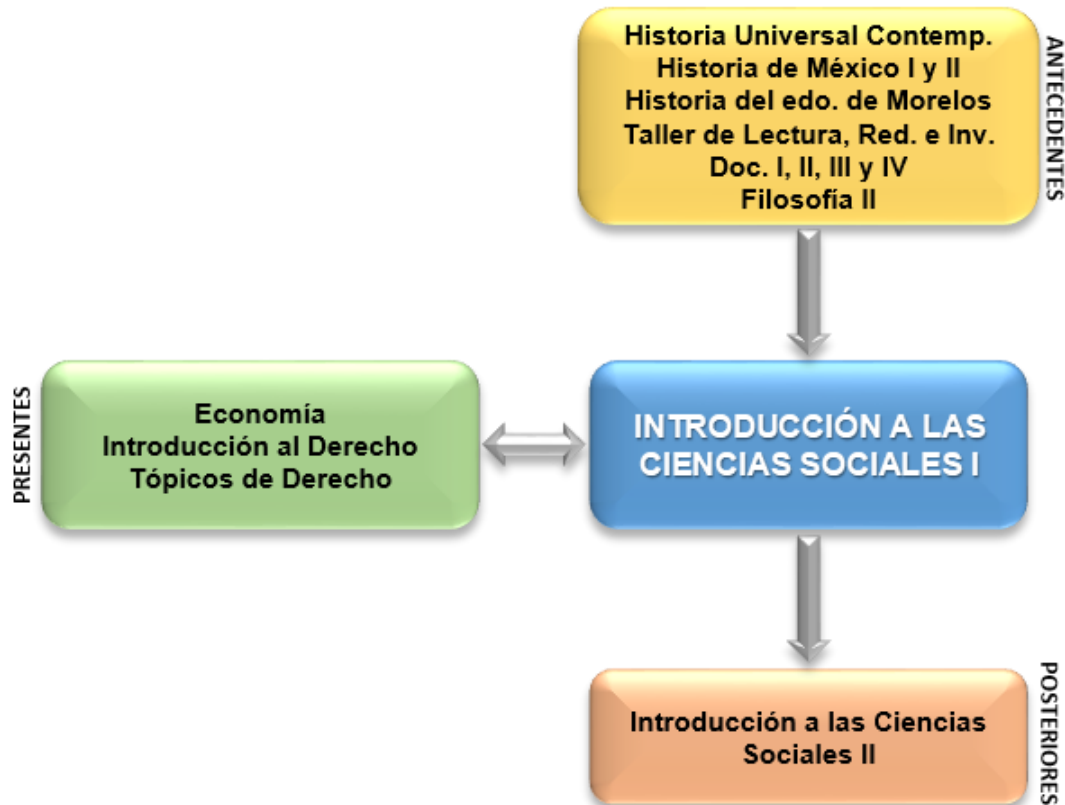 Historia Universal Contemp.
Historia de México I y II
Historia del edo. de Morelos
Taller de Lectura, Red. e Inv.
Doc. I, II, III y IV
Filosofía II
ANTECEDENTES
PRESENTES
Economía
Introducción al Derecho
Tópicos de Derecho
INTRODUCCIÓN A LAS
CIENCIAS SOCIALES I
Introducción a las Ciencias
Sociales II
POSTERIORES